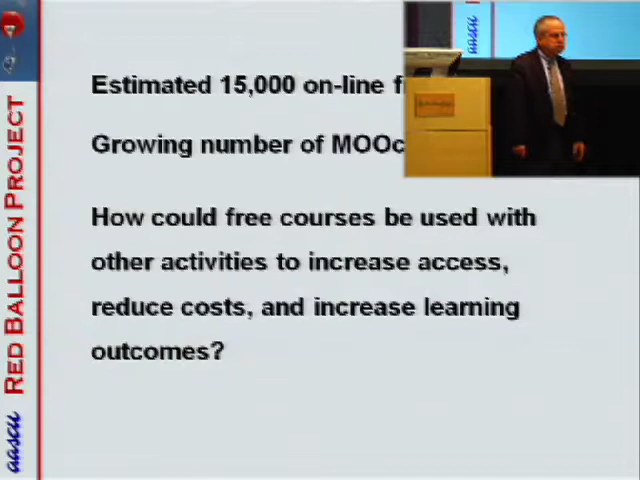 Estimated 15,000 on-line
Growing number of MOOc
How could free courses be used with
other activities to increase access,
reduce costs, and increase learning
outcomes?
RED BALLOON PROJECT
aascu
aascu